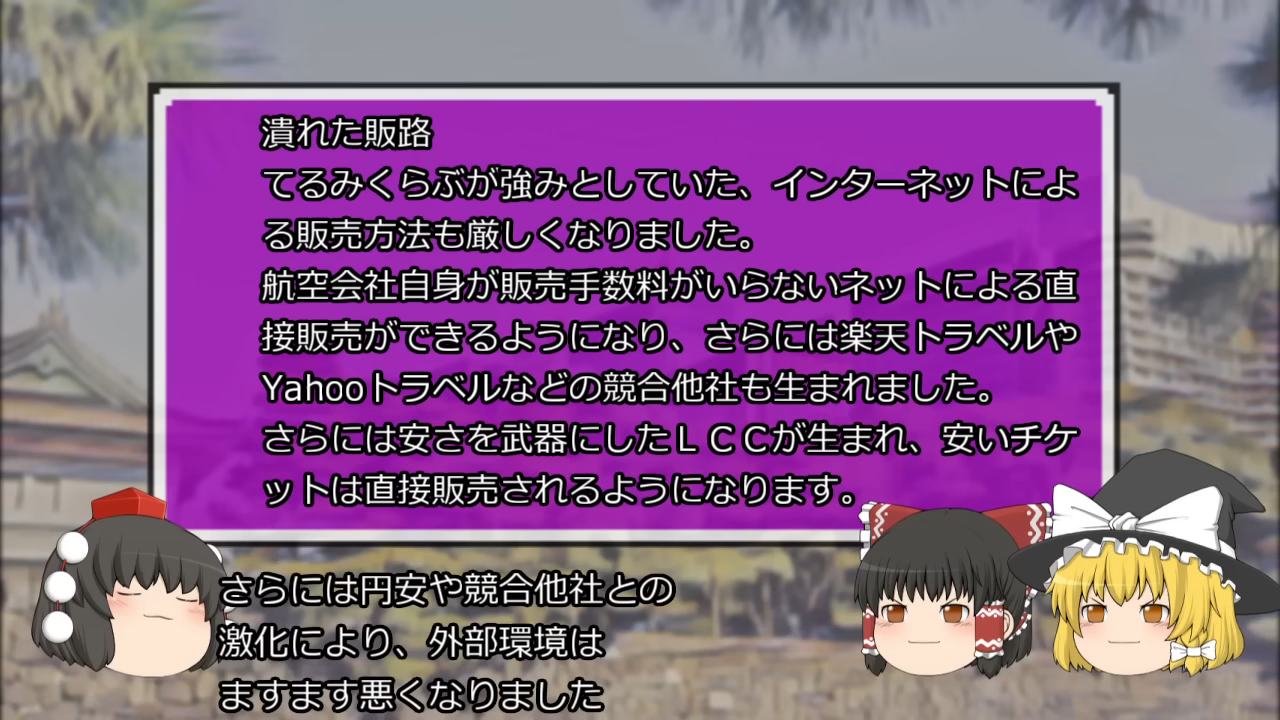 潰れた販路
てるみくらぶが強みとしていた、インターネットによ
る販売方法も厳しくなりました。
航空会社自身が販売手数料がいらないネットによる直
接販売ができるようになり、さらには楽天トラベルや
Yahooトラベルなどの競合他社も生まれました。
さらには安さを武器にしたＬＣＣが生まれ、安いチケ
ットは直接販売されるようになります。
さらには円安や競合他社との
激化により、外部環境は
ますます悪くなりました